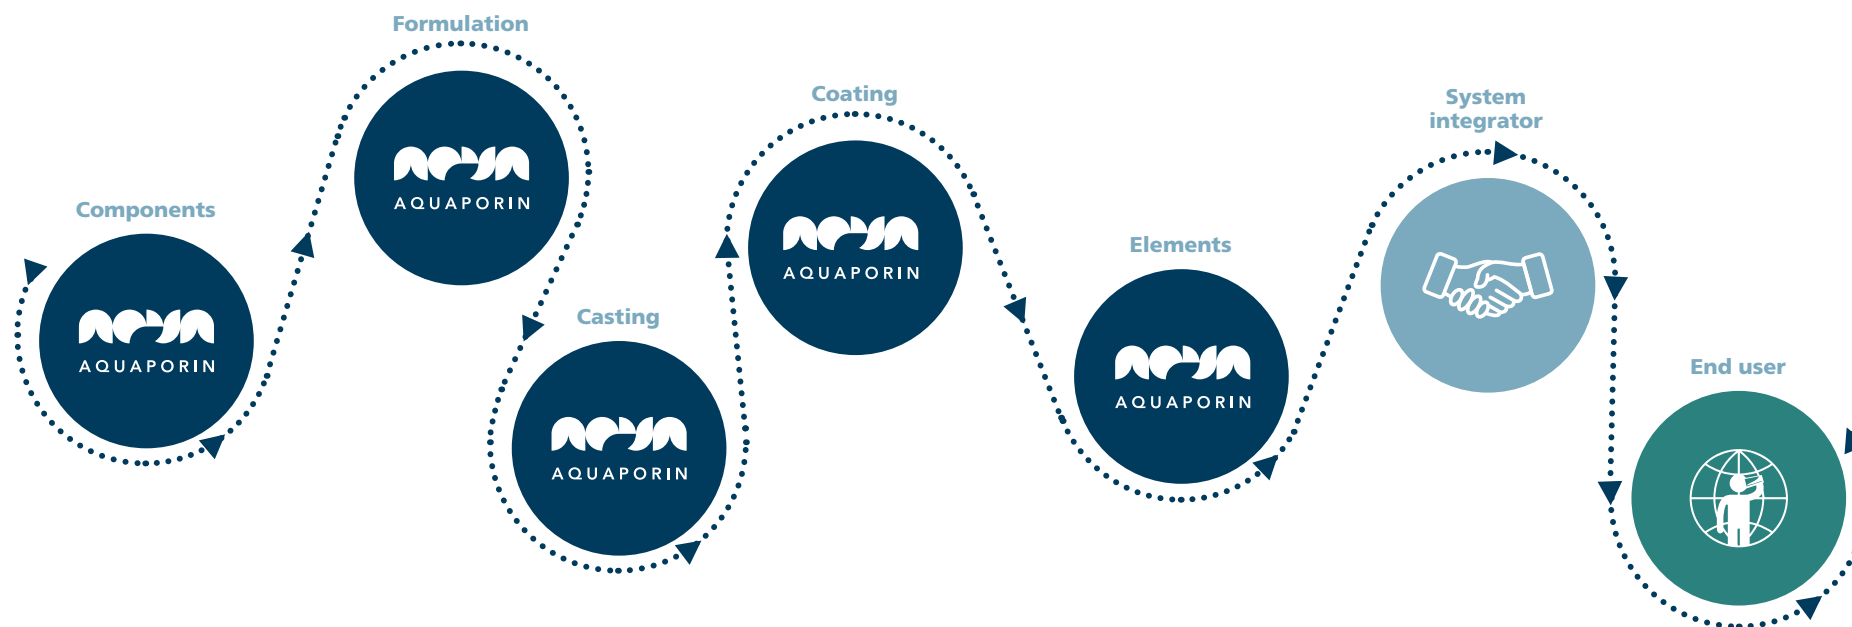 Formulation
AQUAPORIN
Components
AQUAPORIN
Casting
AQUAPORIN
Coating
AQUAPORIN
Elements
AQUAPORIN
System
integrator
End user